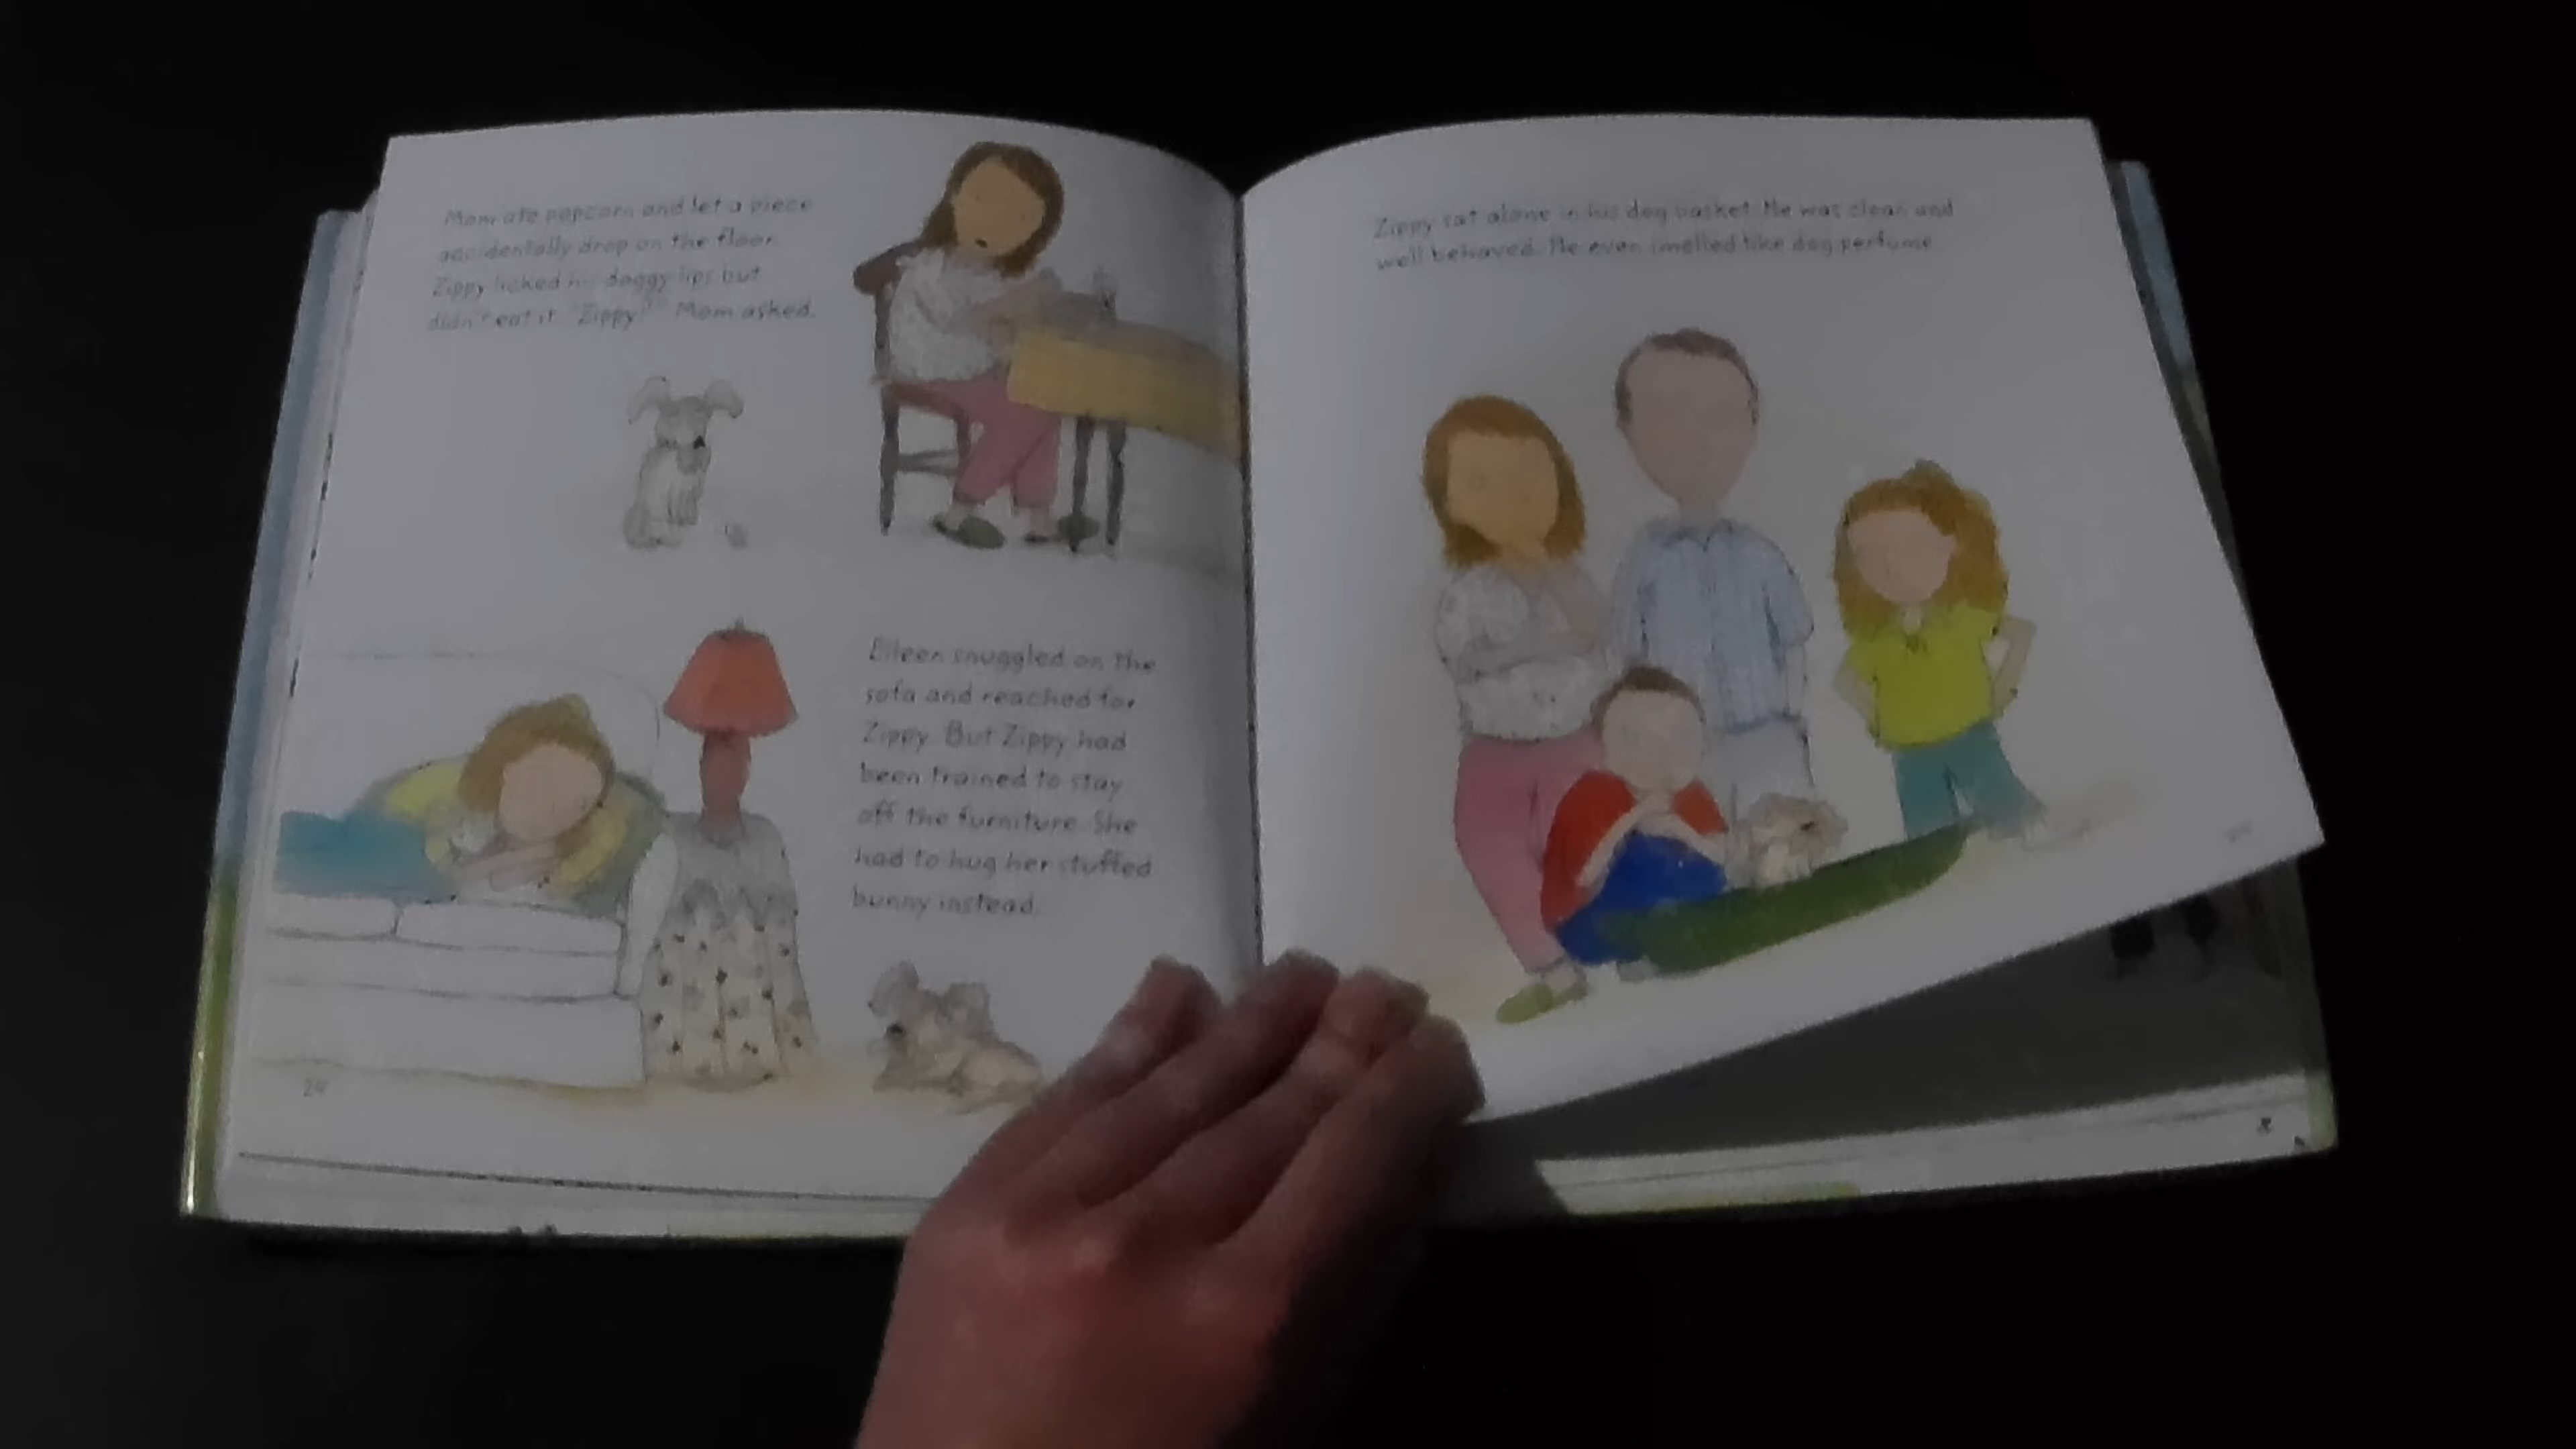 Mom ate popcorn and let a piece
accidentally drop on the floor.
Zippy licked his doggy lips but
didn't eat it. "Zippy?" Mom asked.
Eileen snuggled on the
sofa and reached for
Zippy. But Zippy had
been trained to stay
off the furniture. She
had to hug her stuffed
bunny instead.
24
Zippy sat alone in his dog basket. He was clean and
well behaved. He even smelled like dog perfume.